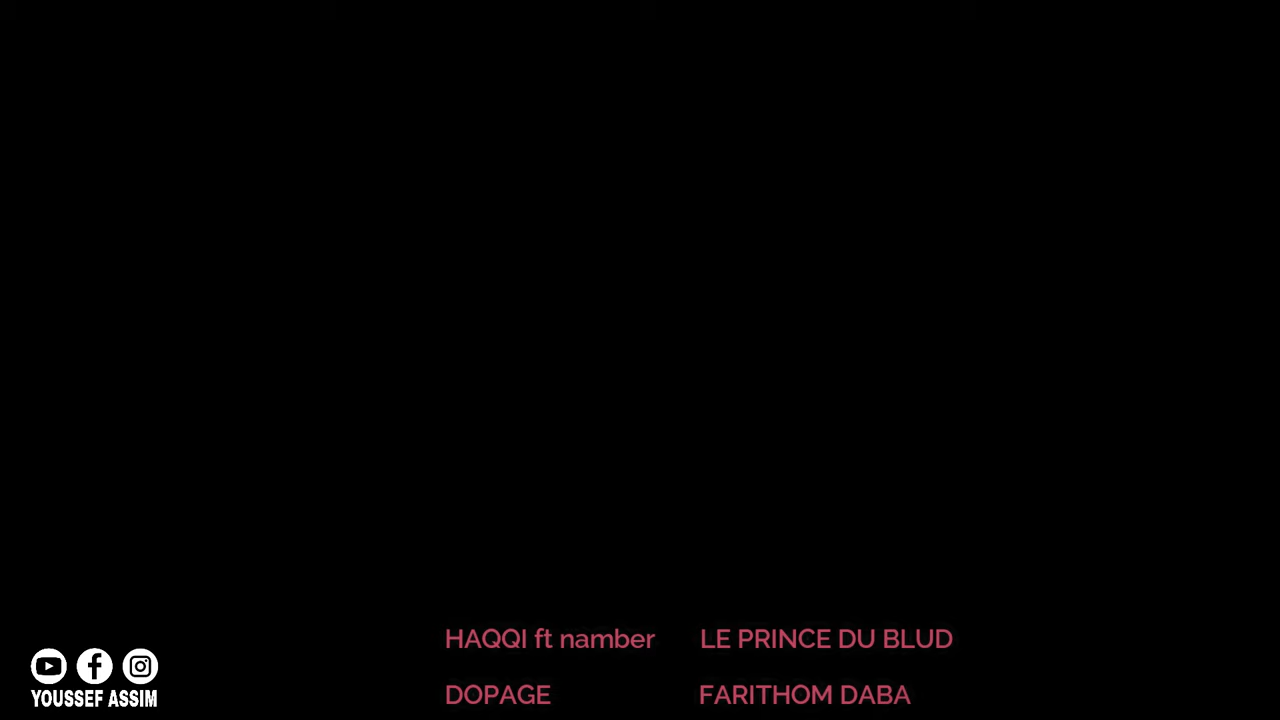 HAQQI ft namber LE PRINCE DU BLUD
DOPAGE FARITHOM DABA
YOUSSEF ASSIM